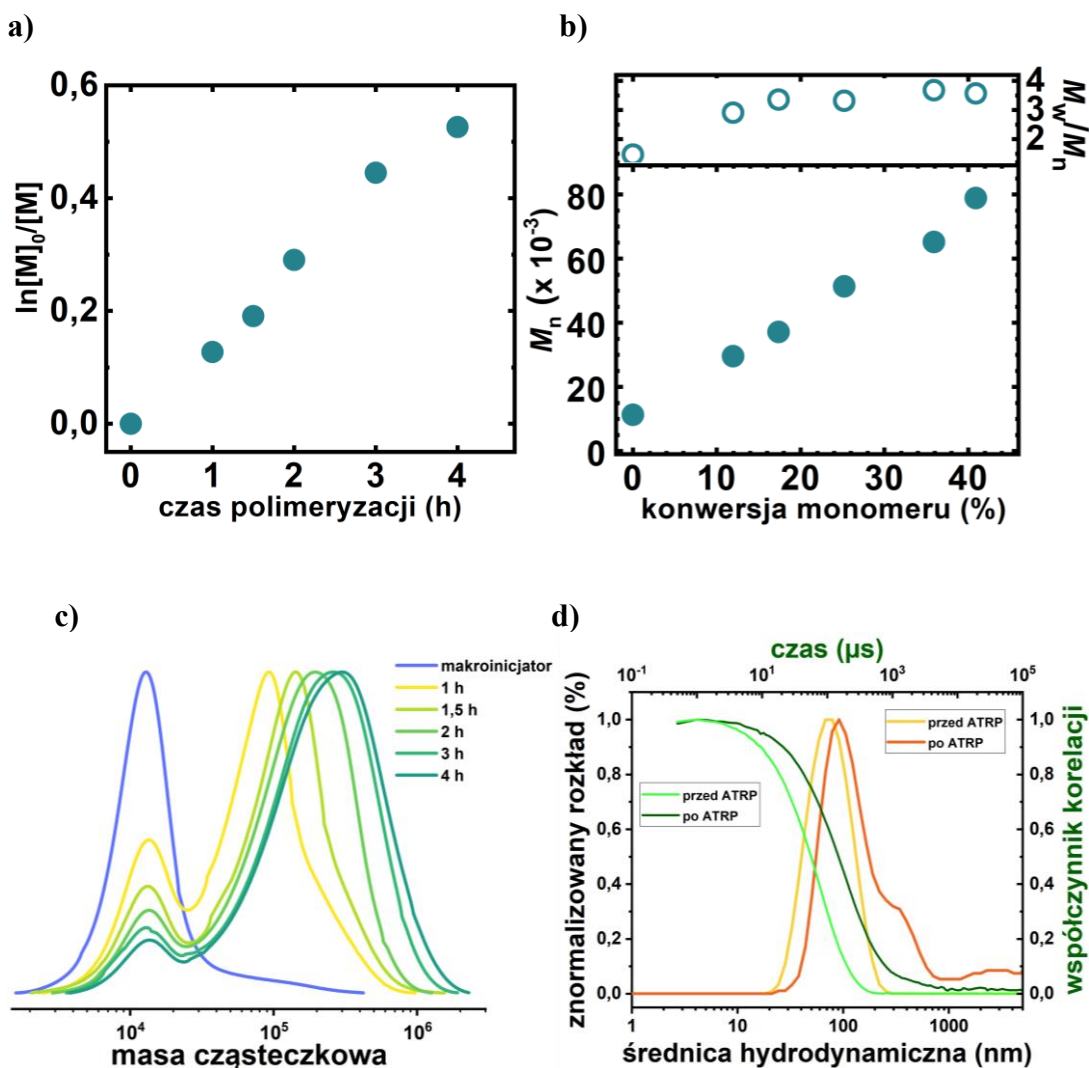 a)
0,6
0,4
0,2
0,0
ln[M]₀/[M]
0 1 2 3 4
czas polimeryzacji (h)
b)
4
3
2
M_w/M_n
80
60
40
20
0
M_n (x 10⁻³)
0 10 20 30 40
konwersja monomeru (%)
c)
makroinicjator
1 h
1,5 h
2 h
3 h
4 h
10⁴ 10⁵ 10⁶
masa cząsteczkowa
d)
czas (µs)
10⁻¹ 10¹ 10³ 10⁵
1,0
0,8
0,6
0,4
0,2
0,0
znormalizowany rozkład (%)
przed ATRP
po ATRP
przed ATRP
po ATRP
1,0
0,8
0,6
0,4
0,2
0,0
współczynnik korelacji
1 10 100 1000
średnica hydrodynamiczna (nm)